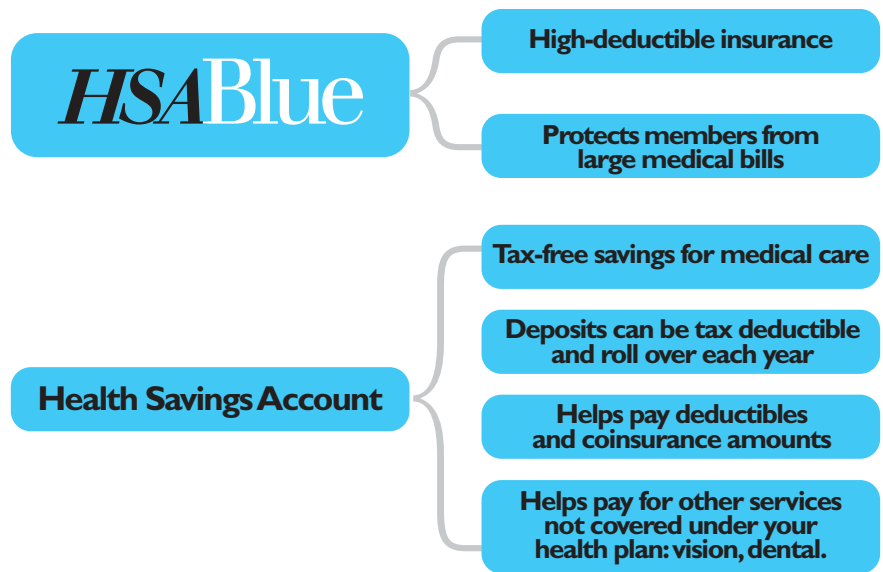 HSABlue
High-deductible insurance
Protects members from
large medical bills
Health Savings Account
Tax-free savings for medical care
Deposits can be tax deductible
and roll over each year
Helps pay deductibles
and coinsurance amounts
Helps pay for other services
not covered under your
health plan: vision, dental.